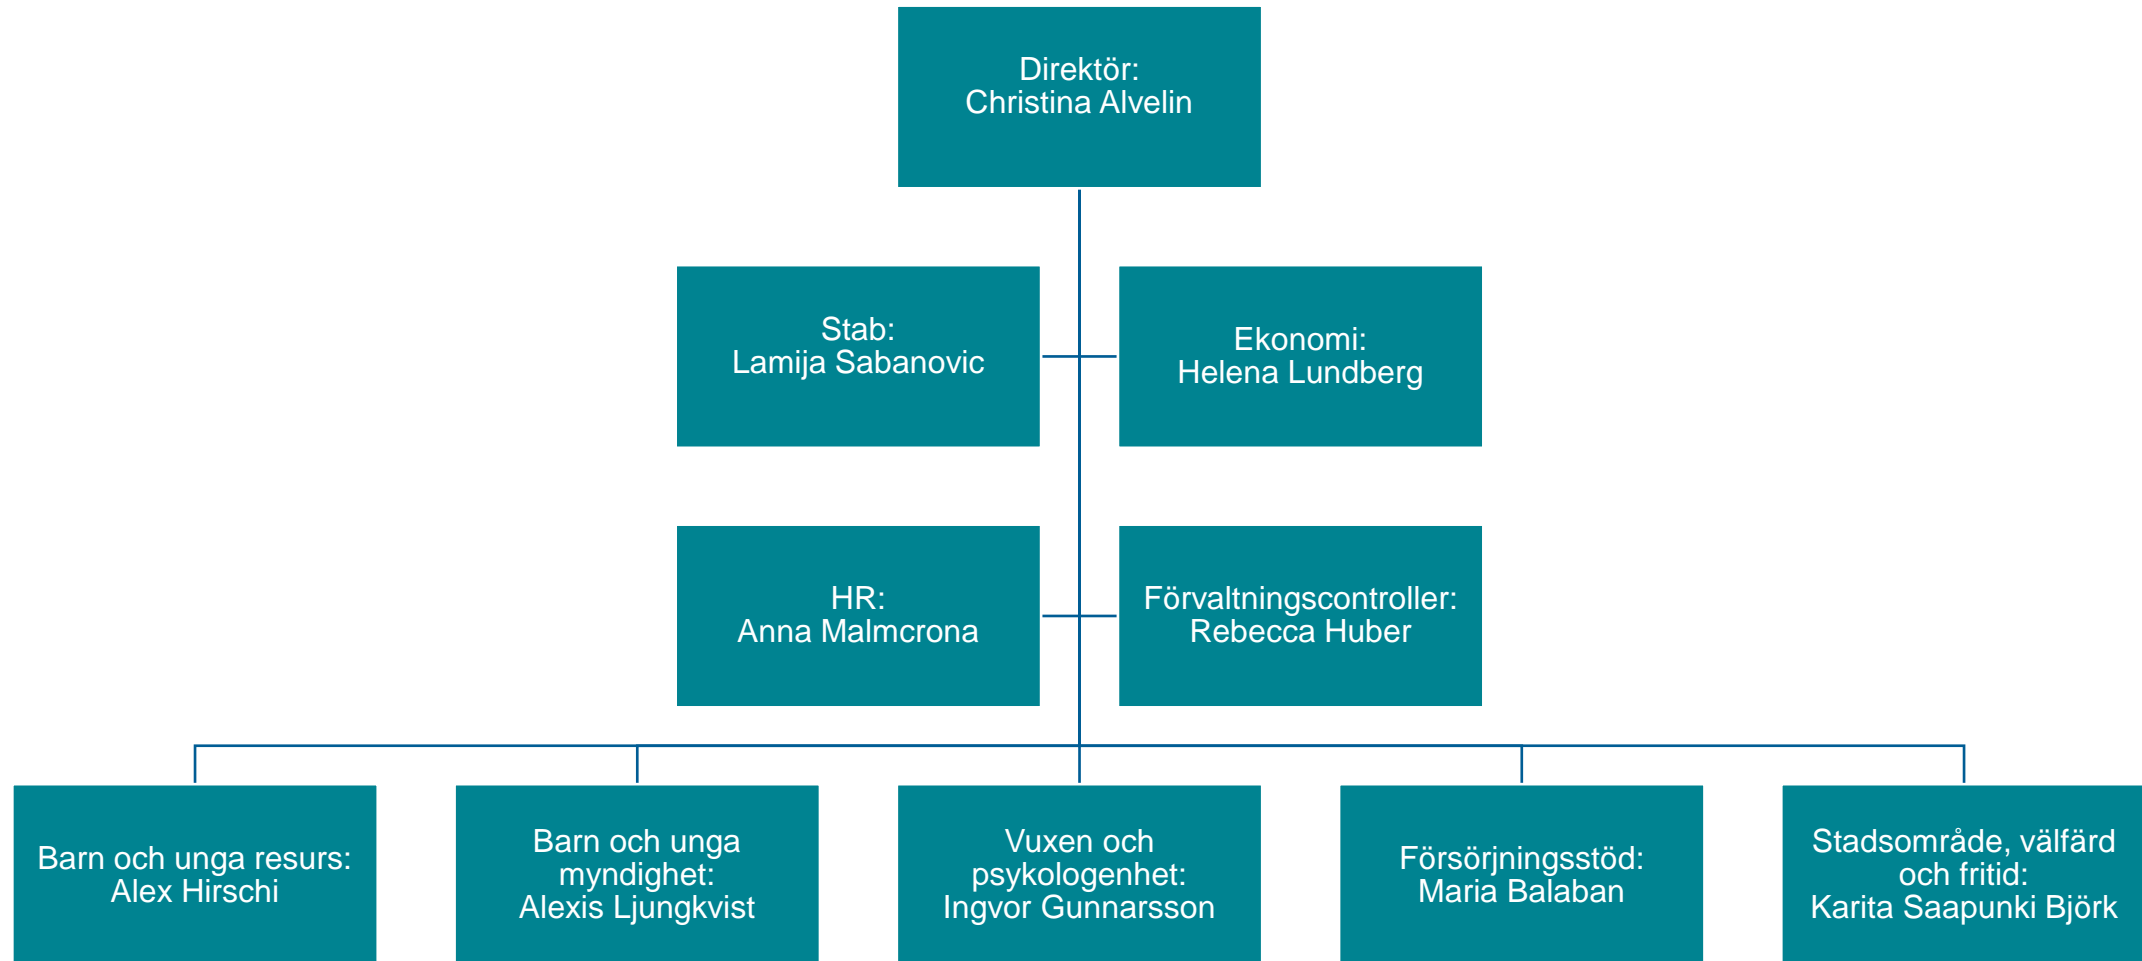 Direktör:
Christina Alvelin
Stab:
Lamija Sabanovic
Ekonomi:
Helena Lundberg
HR:
Anna Malmcrona
Förvaltningscontroller:
Rebecca Huber
Barn och unga resurs:
Alex Hirschi
Barn och unga
myndighet:
Alexis Ljungkvist
Vuxen och
psykologenhet:
Ingvor Gunnarsson
Försörjningsstöd:
Maria Balaban
Stadsområde, välfärd
och fritid:
Karita Saapunki Björk